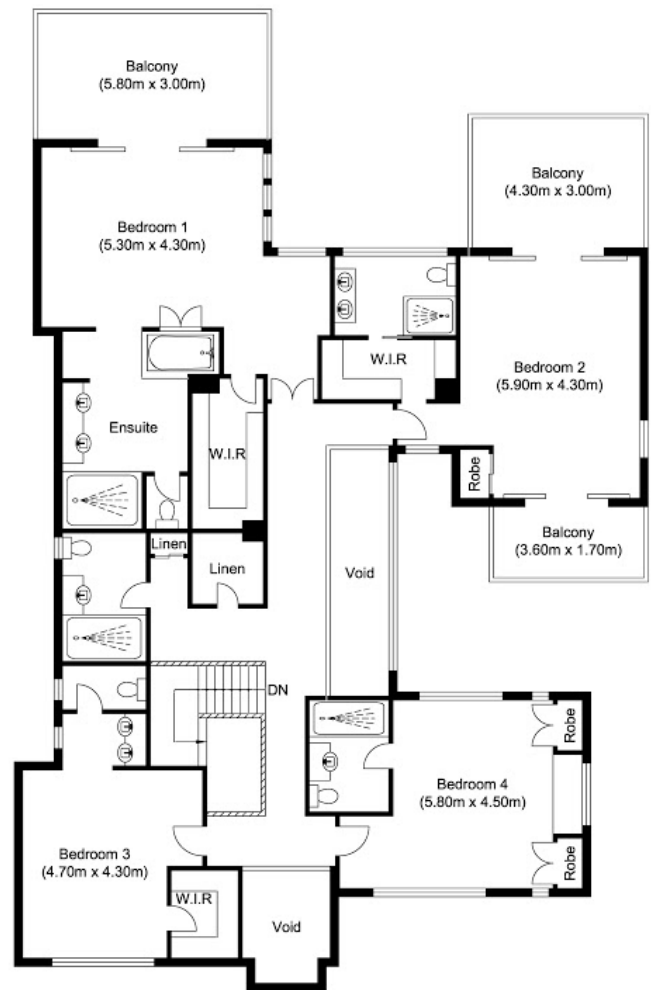 Balcony
(5.80m x 3.00m)
Balcony
(4.30m x 3.00m)
Bedroom 1
(5.30m x 4.30m)
W.I.R
Bedroom 2
(5.90m x 4.30m)
Ensuite
W.I.R
Robe
Balcony
(3.60m x 1.70m)
Linen
Linen
Void
DN
Robe
Bedroom 4
(5.80m x 4.50m)
Bedroom 3
(4.70m x 4.30m)
Robe
W.I.R
Void